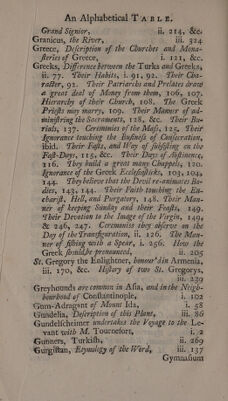 An Alphabetical TABLE.
Grand Signier, ii. 214, &c.
Granicus, the River, iii. 324
Greece, Description of the Churches and Mona-
steries of Greece, i. 121, &c.
Greeks, Difference between the Turks and Greeks,
ii. 77. Their Habits, i. 91, 92. Their Cha-
racter, 92. Their Patriarchs and Prelates draw
a great deal of Money from them, 106, 107.
Hierarchy of their Church, 108. The Greek
Priests may marry, 109. Their Manner of ad-
ministring the Sacraments, 128, &c. Their Bu-
rials, 137. Ceremonies of the Mass, 125. Their
Ignorance touching the Business of Consecration,
ibid. Their Fasts, and Way of subsisting on the
Fast-Days, 115, &c. Their Days of Abstinence,
116. They build a great many Chappels, 120.
Ignorance of the Greek Ecclesiasticks, 103, 104,
144. They believe that the Devil re-animates Bo-
dies, 143, 144. Their Faith touching the Eu-
charist, Hell, and Purgatory, 148. Their Man-
ner of keeping Sunday and their Feasts, 149.
Their Devotion to the Image of the Virgin, 149,
& 246, 247. Ceremonies they observe on the
Day of the Transfiguration, ii. 126. The Man-
ner of fishing with a Spear, i. 256. How the
Greek should be pronounced, ii. 205
St. Gregory the Enlightner, honour'd in Armenia,
iii. 170, &c. History of two St. Gregorys,
iii. 239
Greyhounds are common in Asia, and in the Neigh-
bourhood of Constantinople, i. 102
Gum-Adragant of Mount Ida, i. 58
Gundelia, Description of this Plant, iii. 86
Gundelscheimer undertakes the Voyage to the Le-
vant with M. Tournefort, i. 2
Gunners, Turkish, ii. 269
Gurgistan, Etymology of the Word, iii. 137
Gymnasium